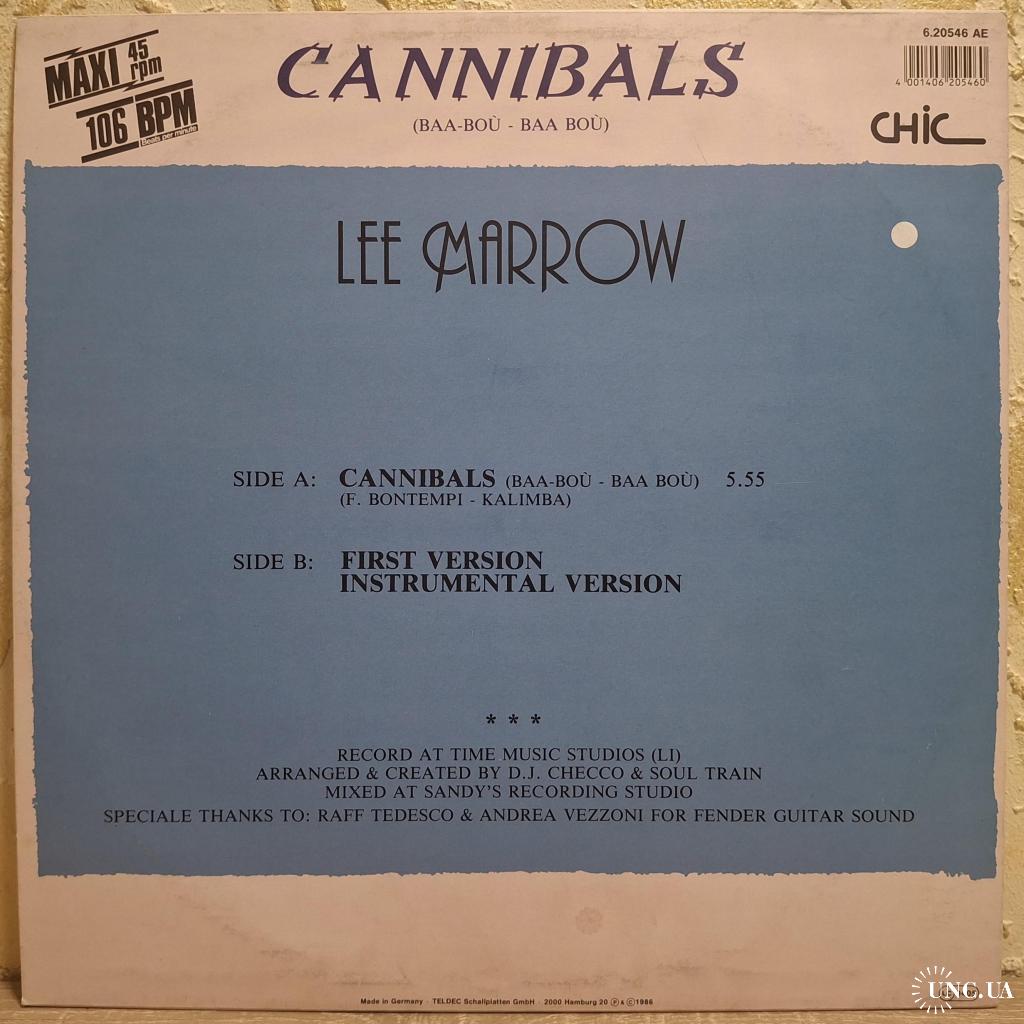 MAXI 45 rpm
106 BPM
Beats per minute
CANNIBALS
(BAA-BOÙ - BAA BOÙ)
6.20546 AE
4 001406 205460
CHIC
LEE MARROW
SIDE A: CANNIBALS (BAA-BOÙ - BAA BOÙ) 5.55
(F. BONTEMPI - KALIMBA)
SIDE B: FIRST VERSION
INSTRUMENTAL VERSION
* * *
RECORD AT TIME MUSIC STUDIOS (LI)
ARRANGED & CREATED BY D.J. CHECCO & SOUL TRAIN
MIXED AT SANDY'S RECORDING STUDIO
SPECIALE THANKS TO: RAFF TEDESCO & ANDREA VEZZONI FOR FENDER GUITAR SOUND
Made in Germany · TELDEC Schallplatten GmbH · 2000 Hamburg 20 Ⓟ & © 1986
UNC.UA